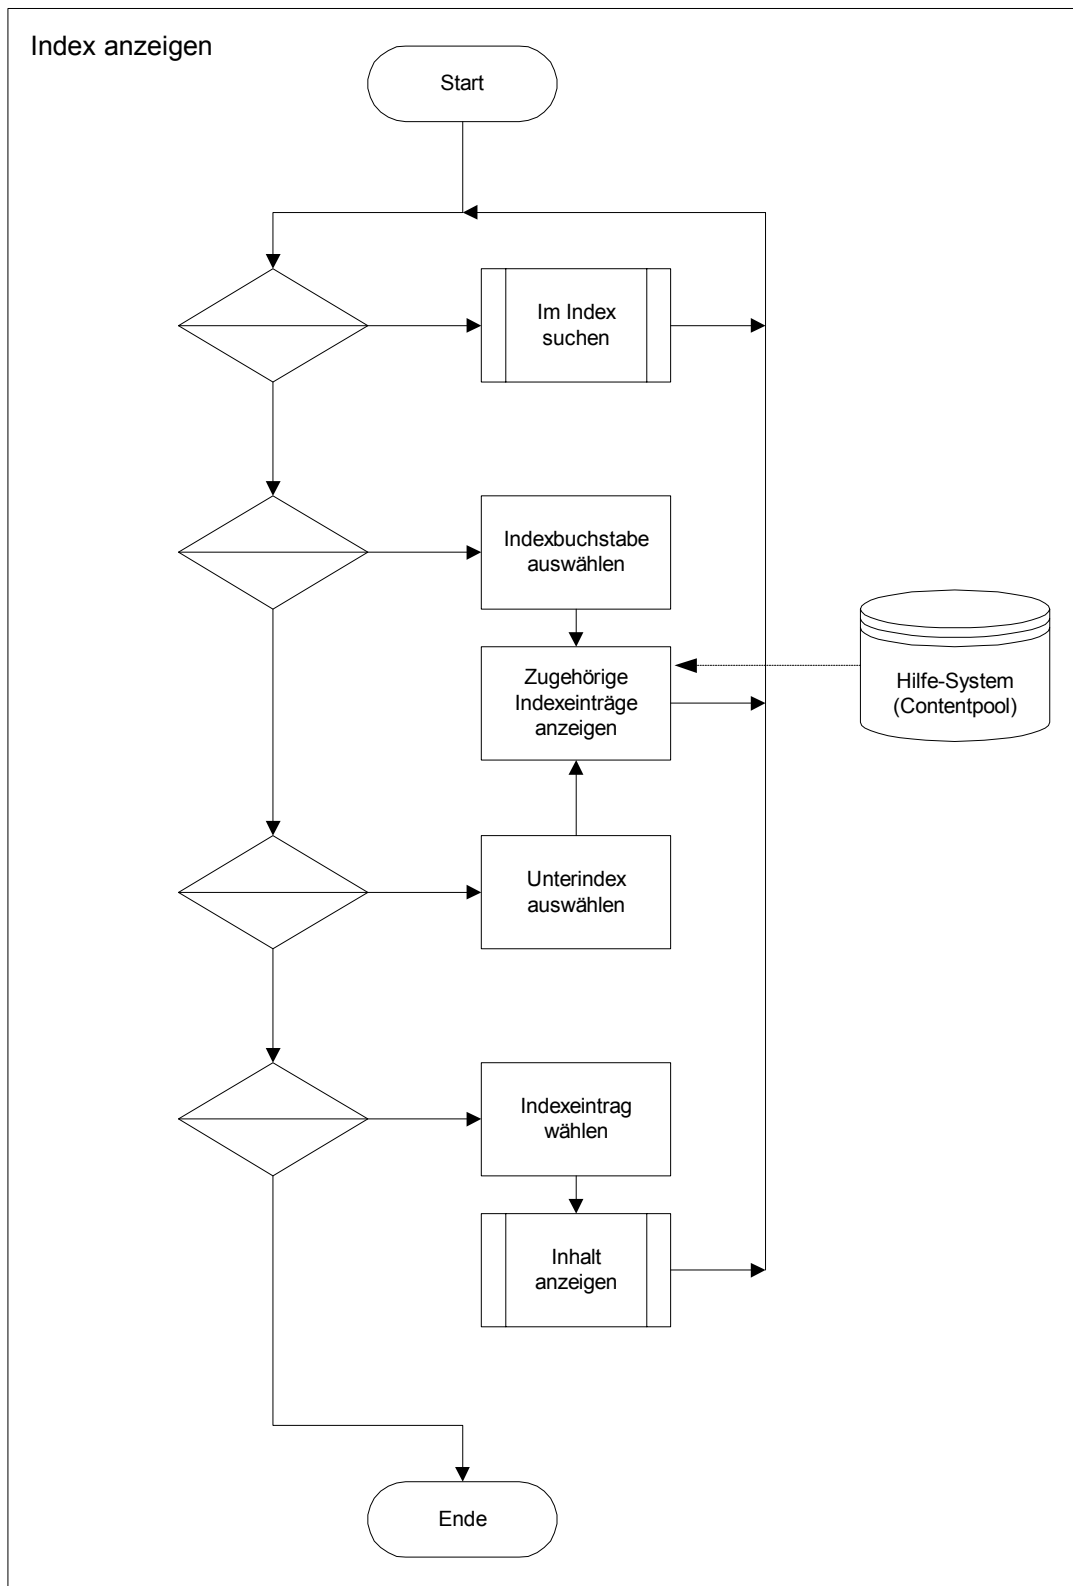 Index anzeigen
Start
Im Index
suchen
Indexbuchstabe
auswählen
Zugehörige
Indexeinträge
anzeigen
Hilfe-System
(Contentpool)
Unterindex
auswählen
Indexeintrag
wählen
Inhalt
anzeigen
Ende